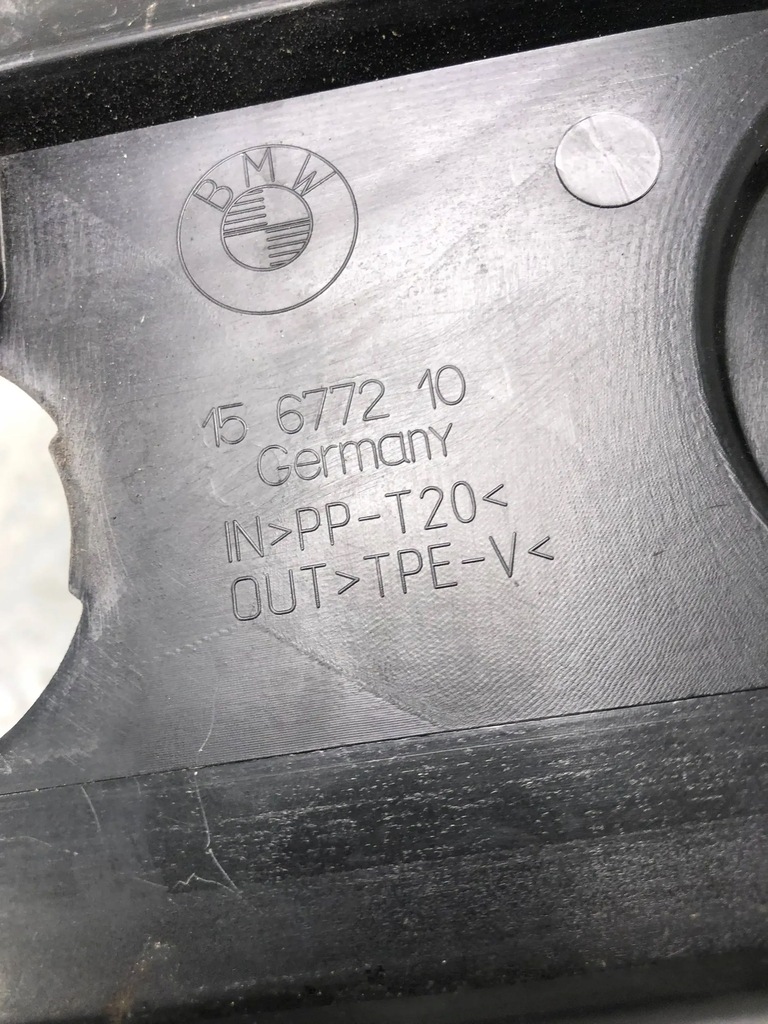 BMW
15 6772 10
Germany
IN>PP-T20<
OUT>TPE-V<